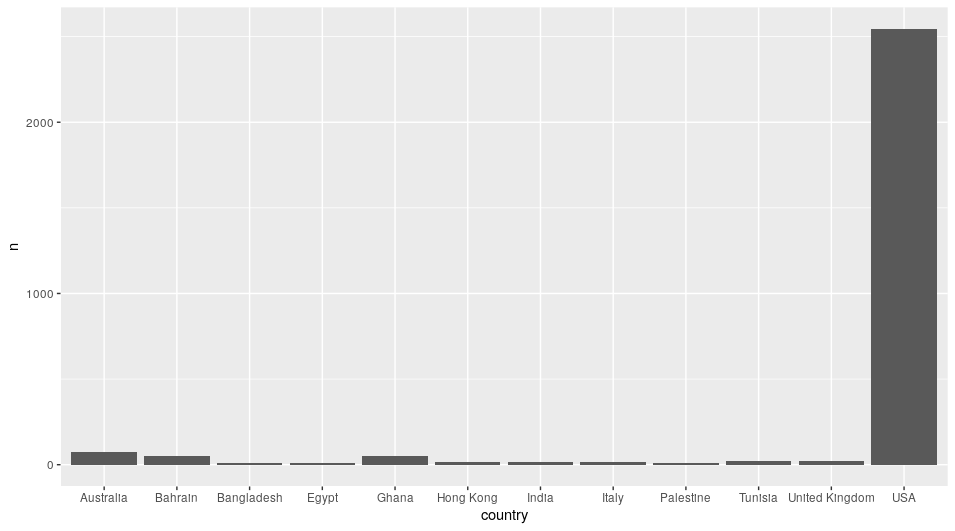 n
2000
1000
0
Australia Bahrain Bangladesh Egypt Ghana Hong Kong India Italy Palestine Tunisia United Kingdom USA
country